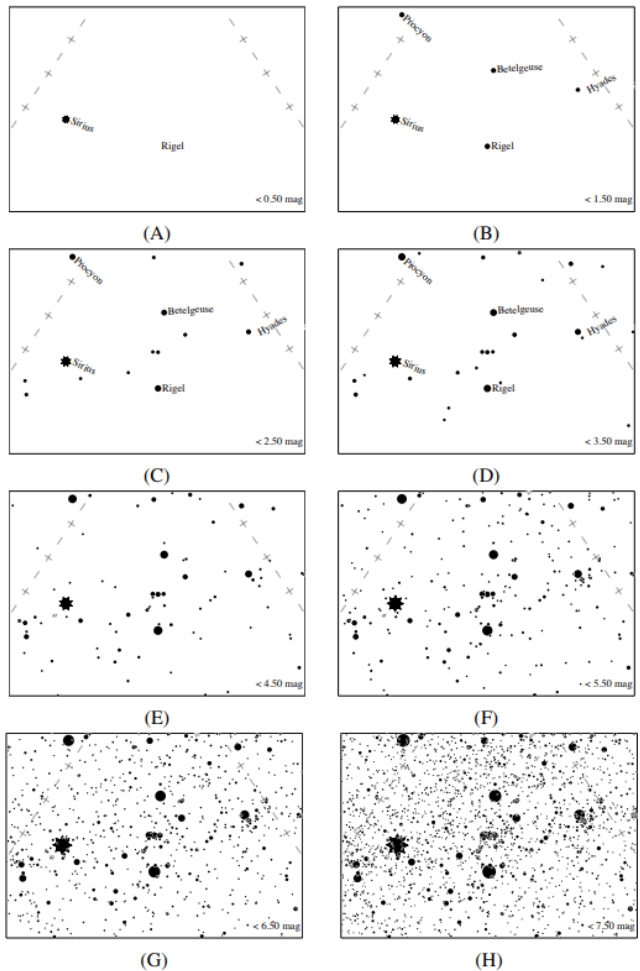 Sirius
Rigel
< 0.50 mag
(A)
Procyon
Betelgeuse
Hyades
Sirius
Rigel
< 1.50 mag
(B)
Procyon
Betelgeuse
Hyades
Sirius
Rigel
< 2.50 mag
(C)
Procyon
Betelgeuse
Hyades
Sirius
Rigel
< 3.50 mag
(D)
< 4.50 mag
(E)
< 5.50 mag
(F)
< 6.50 mag
(G)
< 7.50 mag
(H)